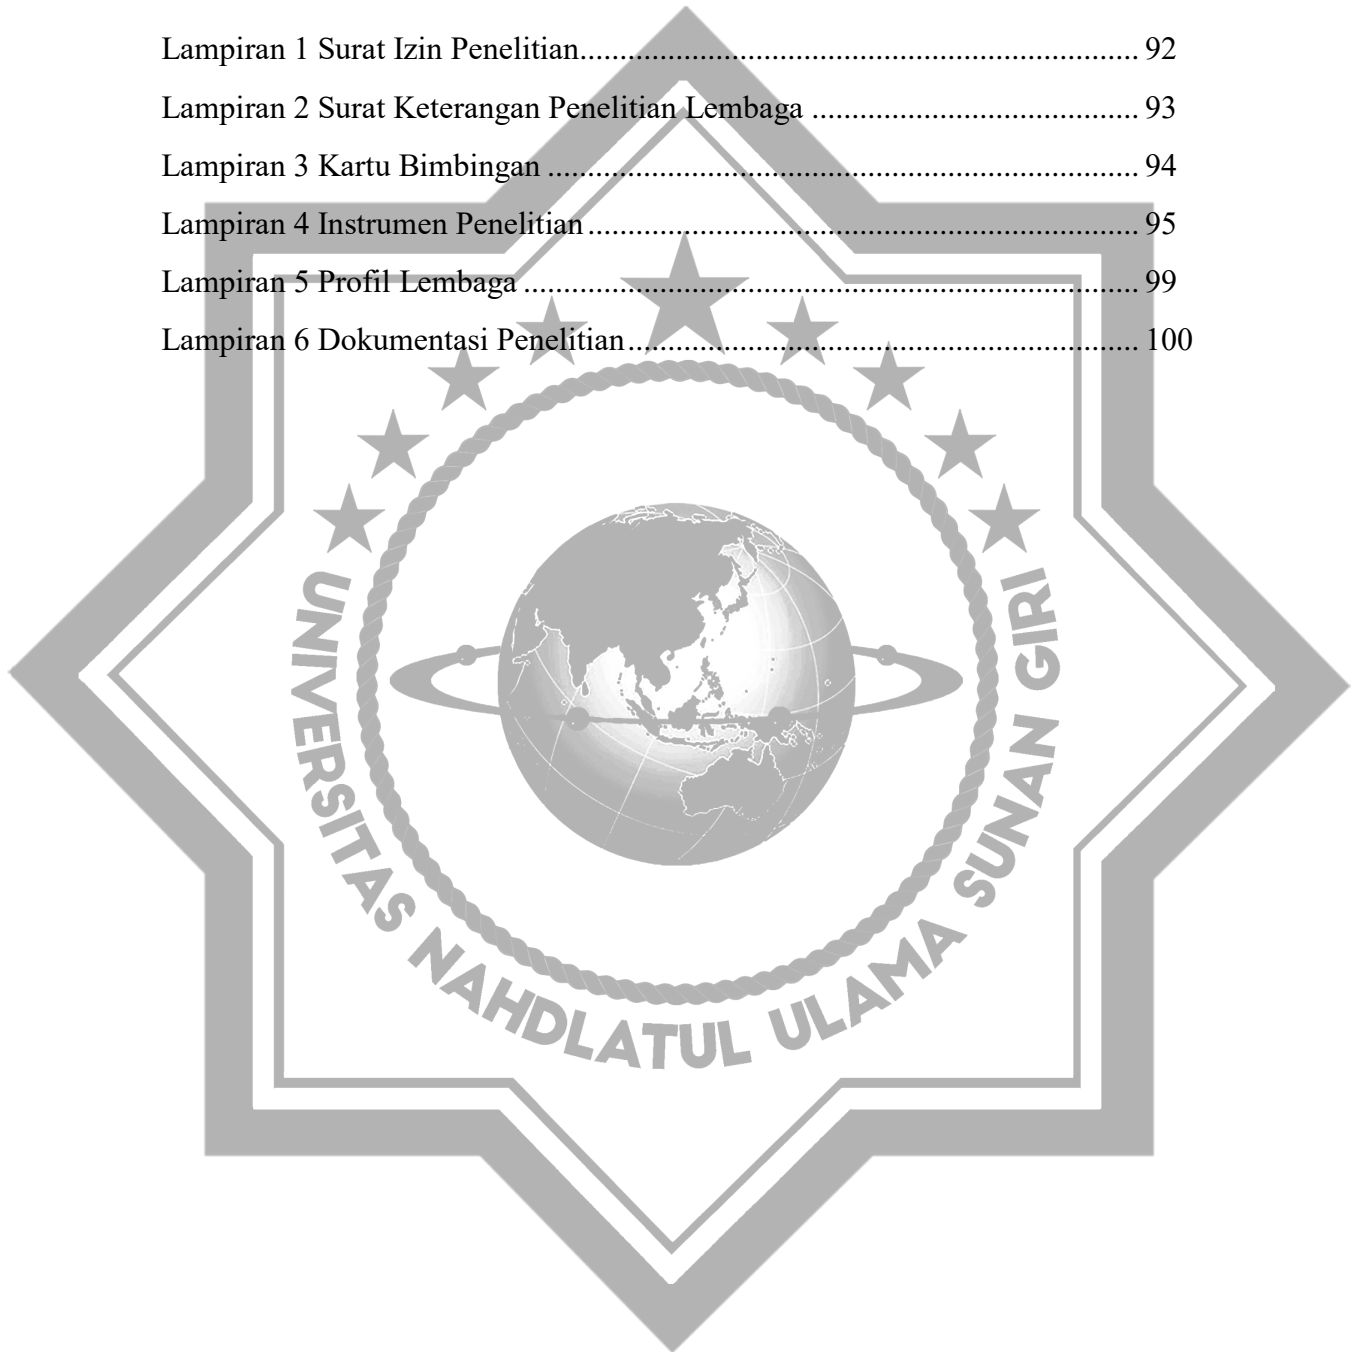 Lampiran 1 Surat Izin Penelitian.......................................................... 92
Lampiran 2 Surat Keterangan Penelitian Lembaga .................................. 93
Lampiran 3 Kartu Bimbingan ............................................................. 94
Lampiran 4 Instrumen Penelitian ......................................................... 95
Lampiran 5 Profil Lembaga ................................................................ 99
Lampiran 6 Dokumentasi Penelitian ..................................................... 100
UNIVERSITAS NAHDLATUL ULAMA SUNAN GIRI